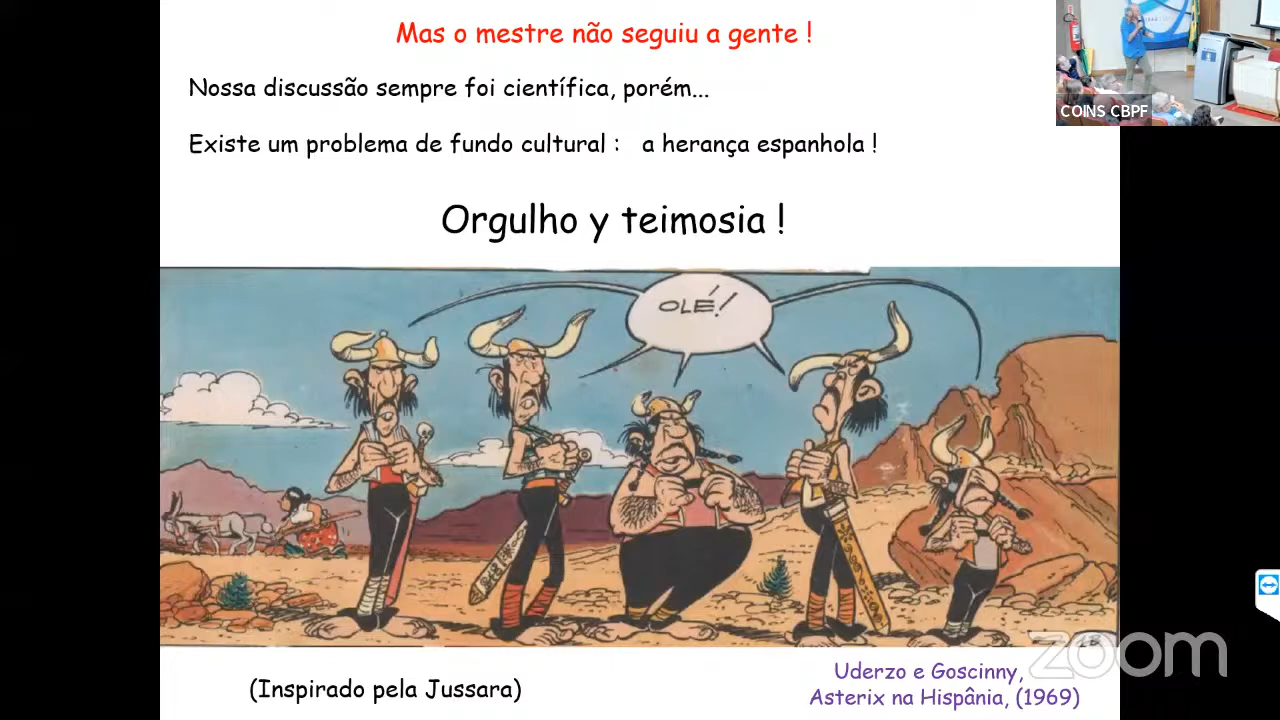 Mas o mestre não seguiu a gente !
COINS CBPF
Nossa discussão sempre foi científica, porém...
Existe um problema de fundo cultural : a herança espanhola !
Orgulho y teimosia !
OLÉ!
zoom
(Inspirado pela Jussara)
Uderzo e Goscinny,
Asterix na Hispânia, (1969)